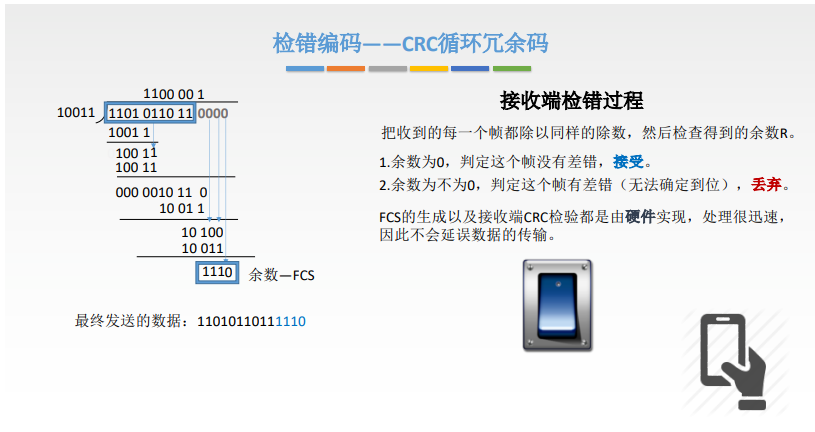 检错编码——CRC循环冗余码
1100 00 1
10011 1101 0110 11 0000
1001 1
100 11
100 11
000 0010 11 0
10 01 1
10 100
10 011
1110 余数—FCS
最终发送的数据：11010110111110
接收端检错过程
把收到的每一个帧都除以同样的除数，然后检查得到的余数R。
1.余数为0，判定这个帧没有差错，接受。
2.余数为不为0，判定这个帧有差错（无法确定到位），丢弃。
FCS的生成以及接收端CRC检验都是由硬件实现，处理很迅速，
因此不会延误数据的传输。